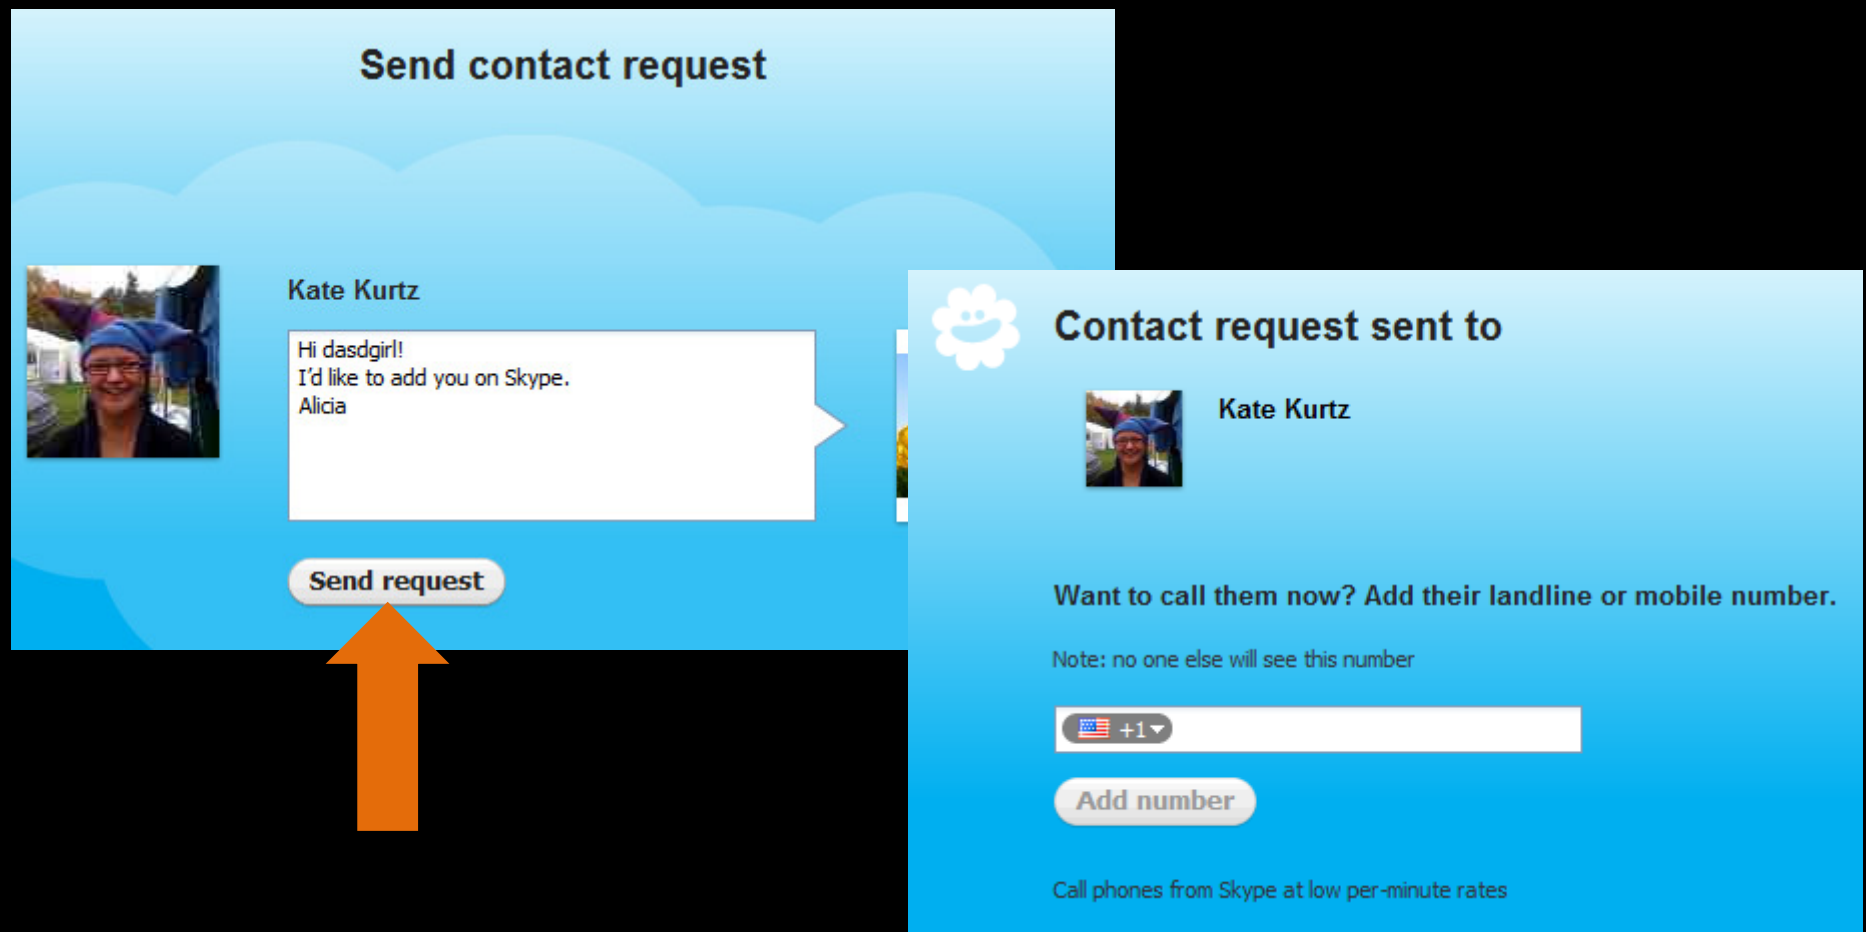 Send contact request
Kate Kurtz
Hi dasdgirl!
I'd like to add you on Skype.
Alicia
Send request
Contact request sent to
Kate Kurtz
Want to call them now? Add their landline or mobile number.
Note: no one else will see this number
+1
Add number
Call phones from Skype at low per-minute rates